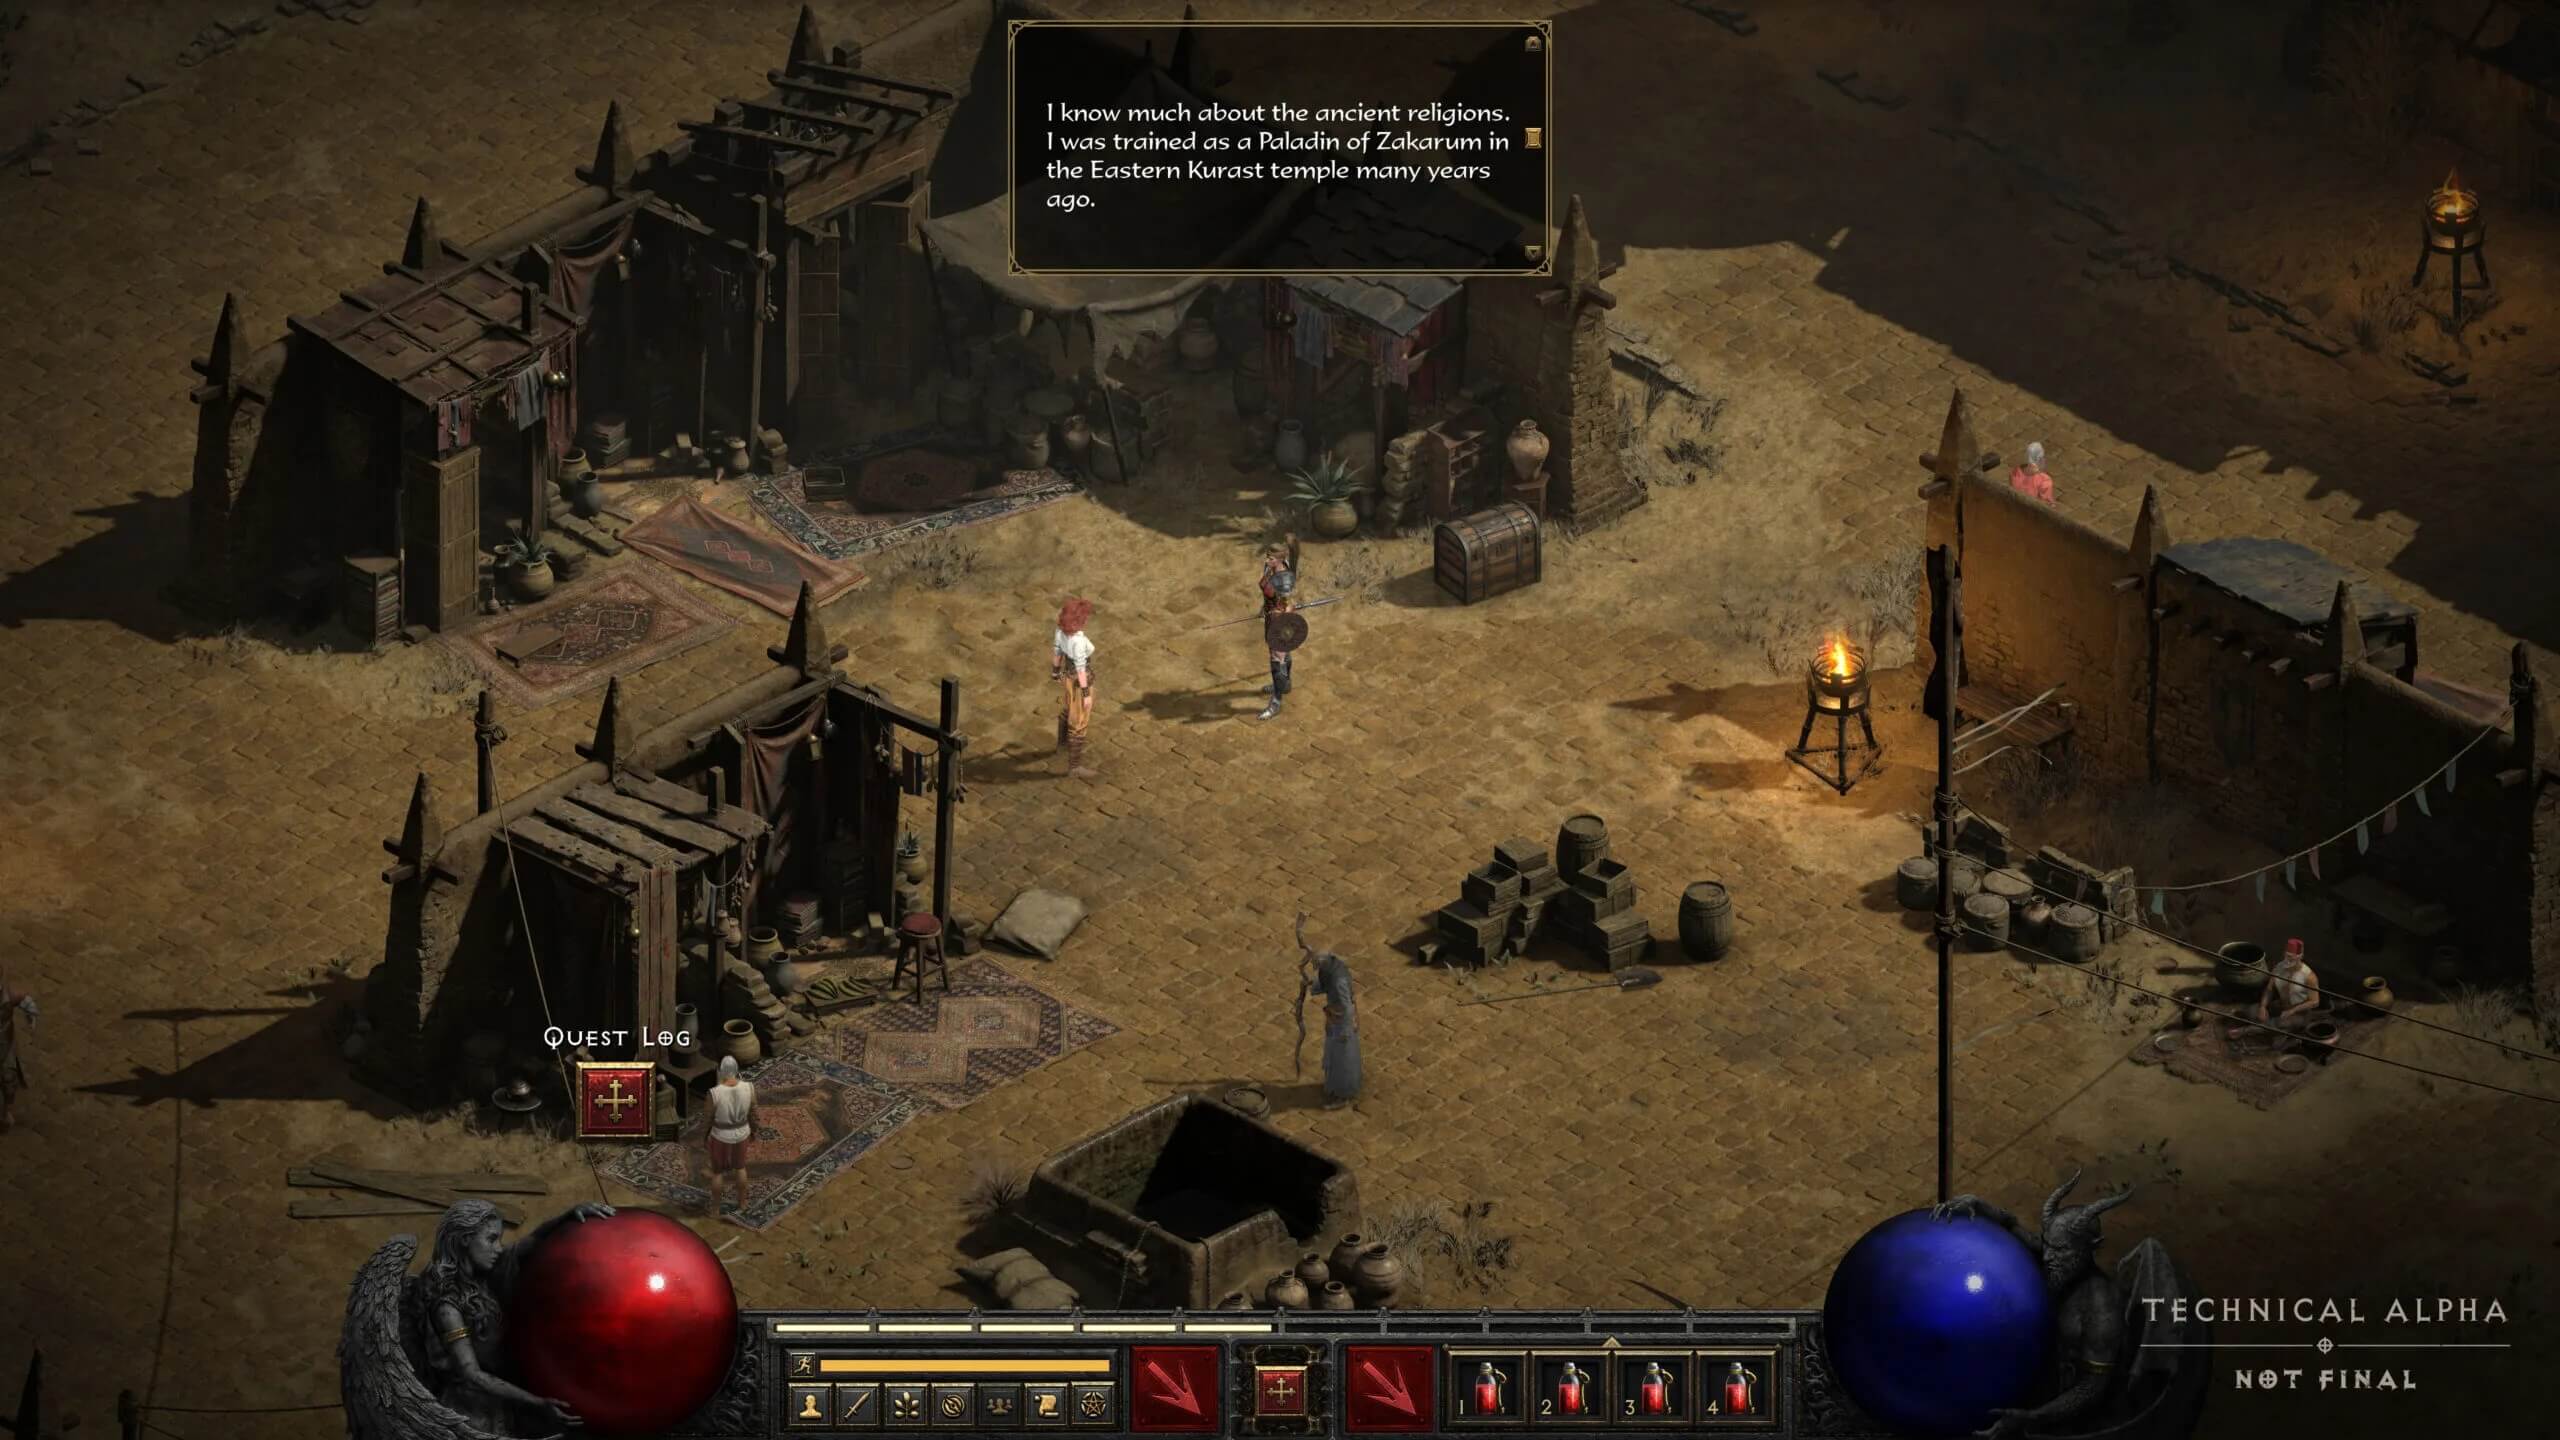 I know much about the ancient religions.
I was trained as a Paladin of Zakarum in
the Eastern Kurast temple many years
ago.
Quest Log
1 2 3 4
Technical Alpha
Not Final